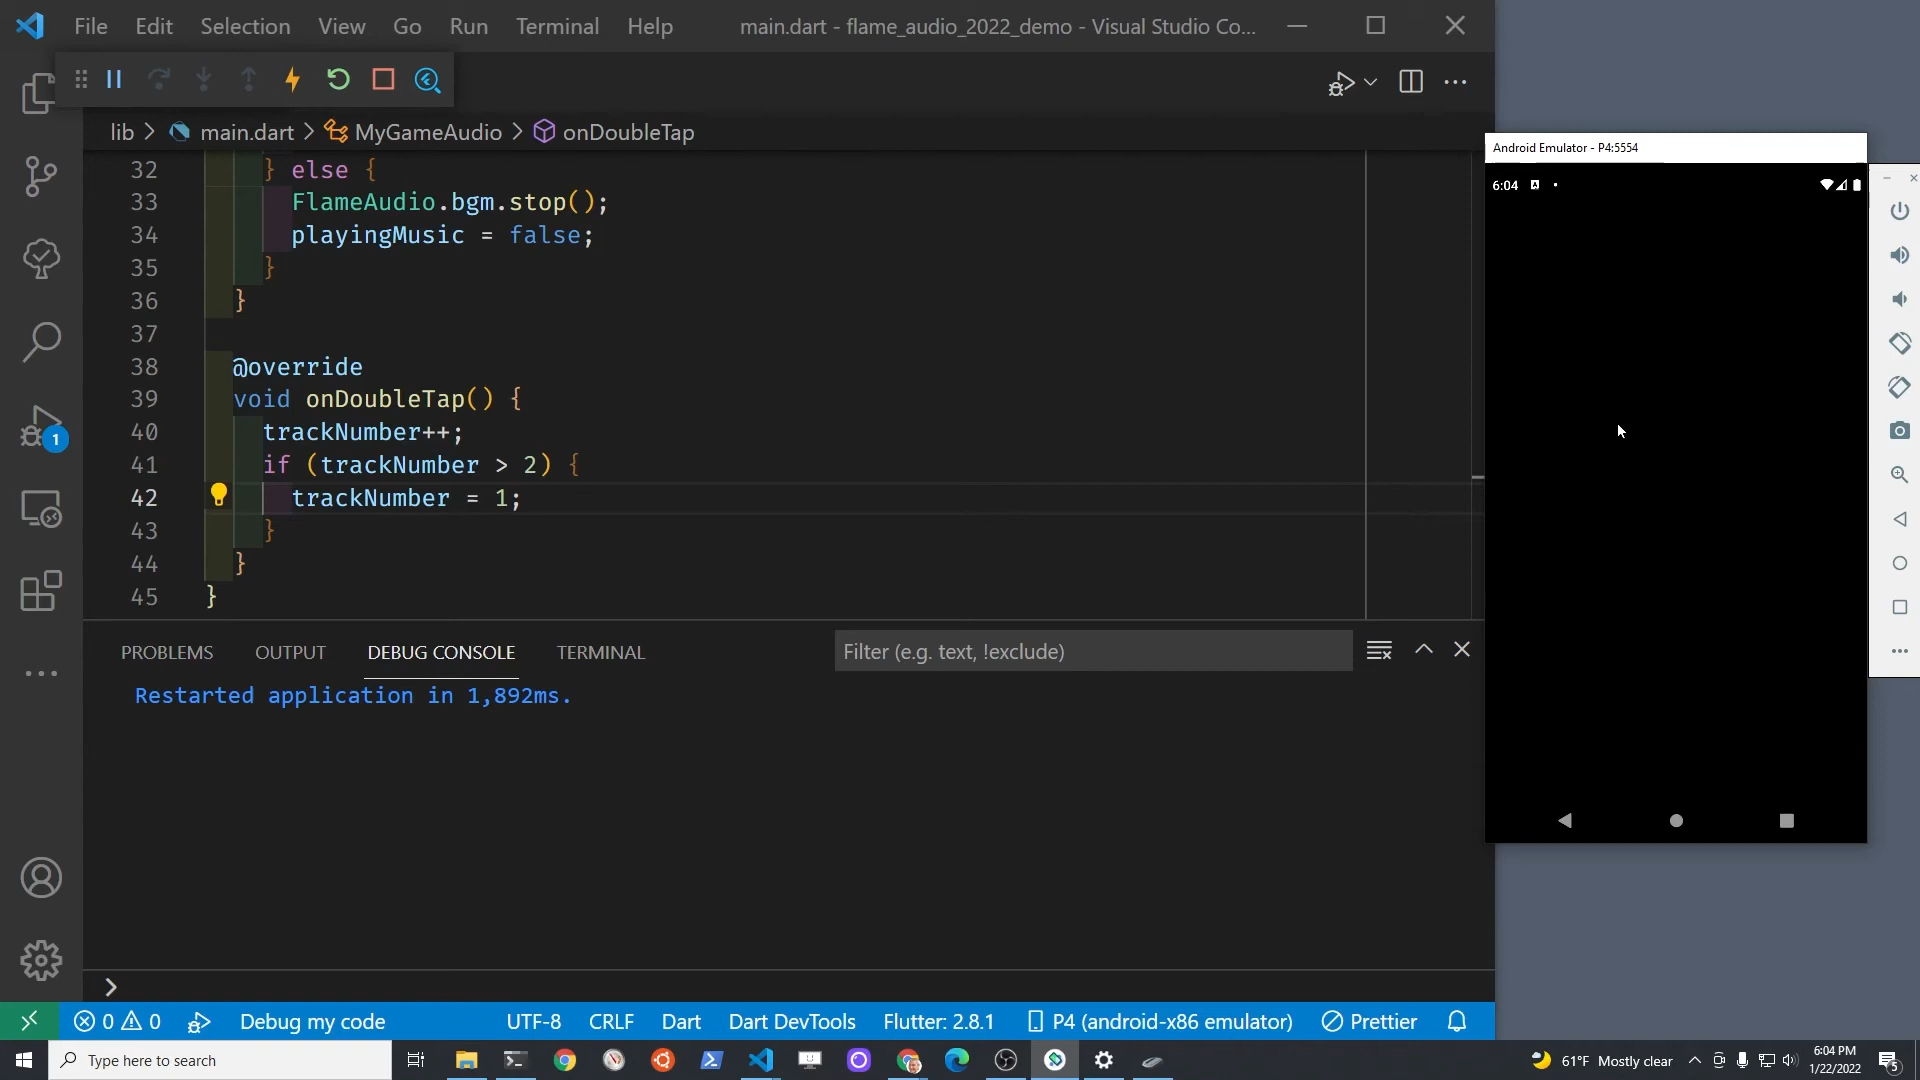 File Edit Selection View Go Run Terminal Help main.dart - flame_audio_2022_demo - Visual Studio Co...
lib main.dart MyGameAudio onDoubleTap
32 } else {
33 FlameAudio.bgm.stop();
34 playingMusic = false;
35 }
36 }
37
38 @override
39 void onDoubleTap() {
40 trackNumber++;
41 if (trackNumber > 2) {
42 trackNumber = 1;
43 }
44 }
45 }
1
PROBLEMS OUTPUT DEBUG CONSOLE TERMINAL Filter (e.g. text, !exclude)
Restarted application in 1,892ms.
0 0 Debug my code UTF-8 CRLF Dart Dart DevTools Flutter: 2.8.1 P4 (android-x86 emulator) Prettier
Android Emulator - P4:5554
6:04
Type here to search
61°F Mostly clear
6:04 PM
1/22/2022
5